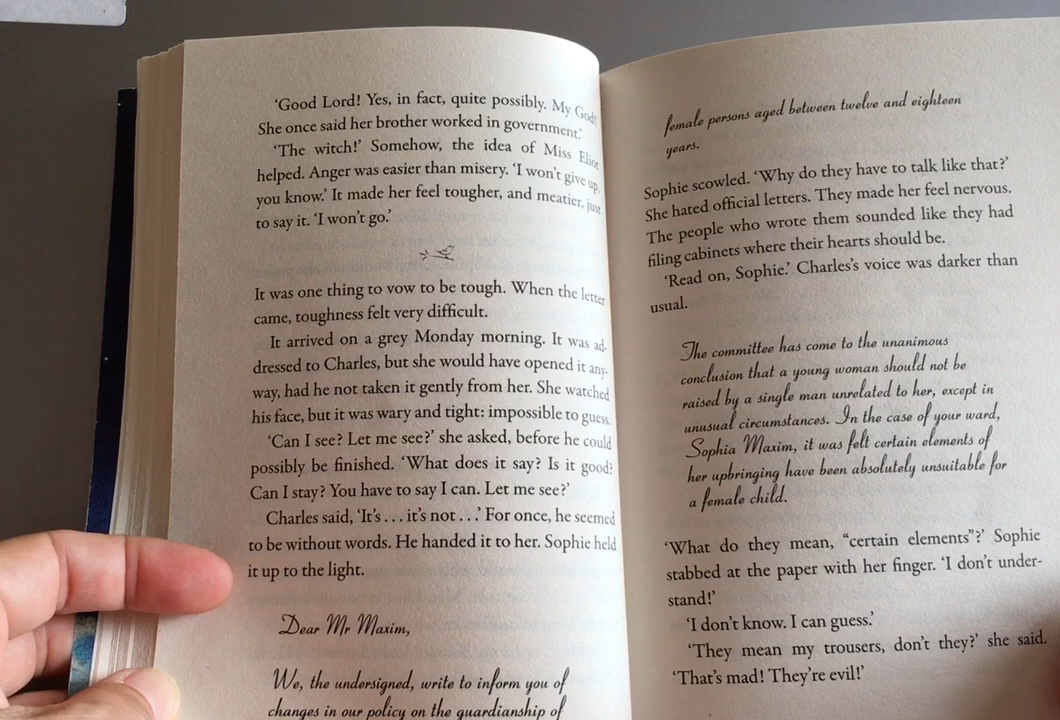 ‘Good Lord! Yes, in fact, quite possibly. My God!
She once said her brother worked in government.’
‘The witch!’ Somehow, the idea of Miss Eliot
helped. Anger was easier than misery. ‘I won’t give up,
you know.’ It made her feel tougher, and meatier, just
to say it. ‘I won’t go.’
It was one thing to vow to be tough. When the letter
came, toughness felt very difficult.
It arrived on a grey Monday morning. It was ad-
dressed to Charles, but she would have opened it any-
way, had he not taken it gently from her. She watched
his face, but it was wary and tight: impossible to guess.
‘Can I see? Let me see?’ she asked, before he could
possibly be finished. ‘What does it say? Is it good?
Can I stay? You have to say I can. Let me see?’
Charles said, ‘It’s . . . it’s not . . .’ For once, he seemed
to be without words. He handed it to her. Sophie held
it up to the light.
Dear Mr Maxim,
We, the undersigned, write to inform you of
changes in our policy on the guardianship of
female persons aged between twelve and eighteen
years.
Sophie scowled. ‘Why do they have to talk like that?’
She hated official letters. They made her feel nervous.
The people who wrote them sounded like they had
filing cabinets where their hearts should be.
‘Read on, Sophie.’ Charles’s voice was darker than
usual.
The committee has come to the unanimous
conclusion that a young woman should not be
raised by a single man unrelated to her, except in
unusual circumstances. In the case of your ward,
Sophia Maxim, it was felt certain elements of
her upbringing have been absolutely unsuitable for
a female child.
‘What do they mean, “certain elements”?’ Sophie
stabbed at the paper with her finger. ‘I don’t under-
stand!’
‘I don’t know. I can guess.’
‘They mean my trousers, don’t they?’ she said.
‘That’s mad! They’re evil!’